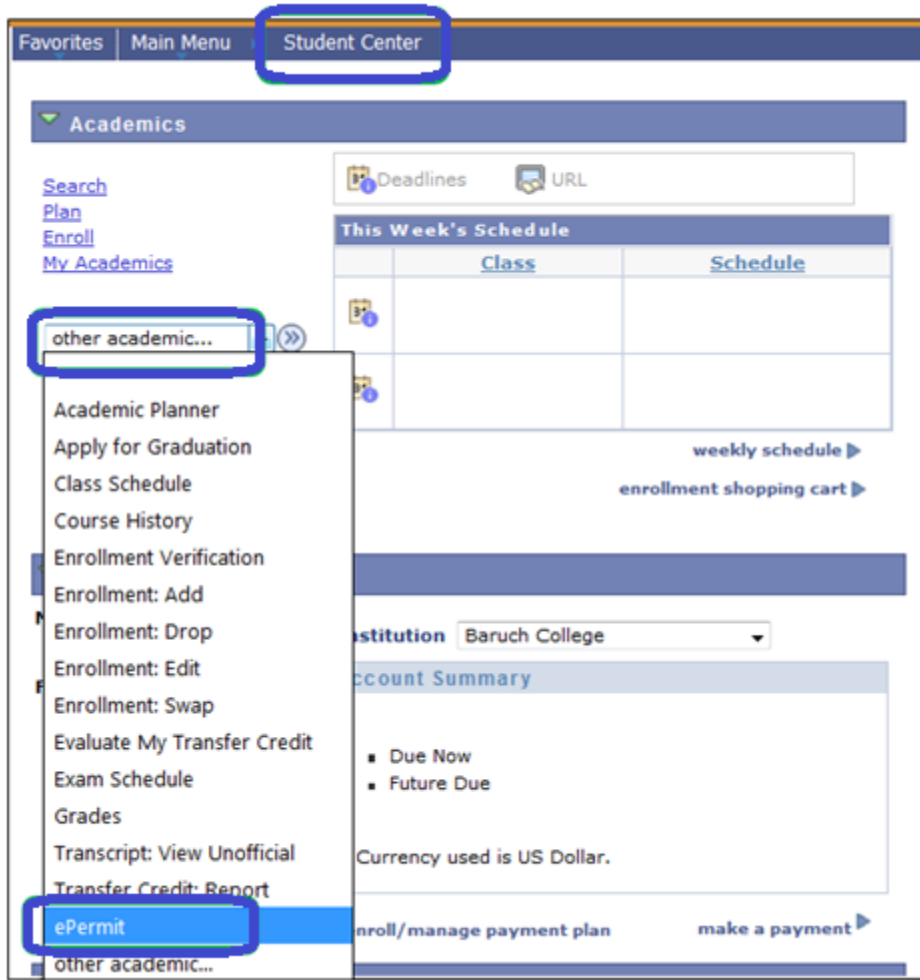 Favorites Main Menu Student Center
Academics
Search
Plan
Enroll
My Academics
Deadlines URL
This Week's Schedule
Class Schedule
other academic...
Academic Planner
Apply for Graduation
Class Schedule
Course History
Enrollment Verification
Enrollment: Add
Enrollment: Drop
Enrollment: Edit
Enrollment: Swap
Evaluate My Transfer Credit
Exam Schedule
Grades
Transcript: View Unofficial
Transfer Credit: Report
ePermit
other academic...
weekly schedule
enrollment shopping cart
stitution Baruch College
ccount Summary
Due Now
Future Due
Currency used is US Dollar.
enroll/manage payment plan make a payment